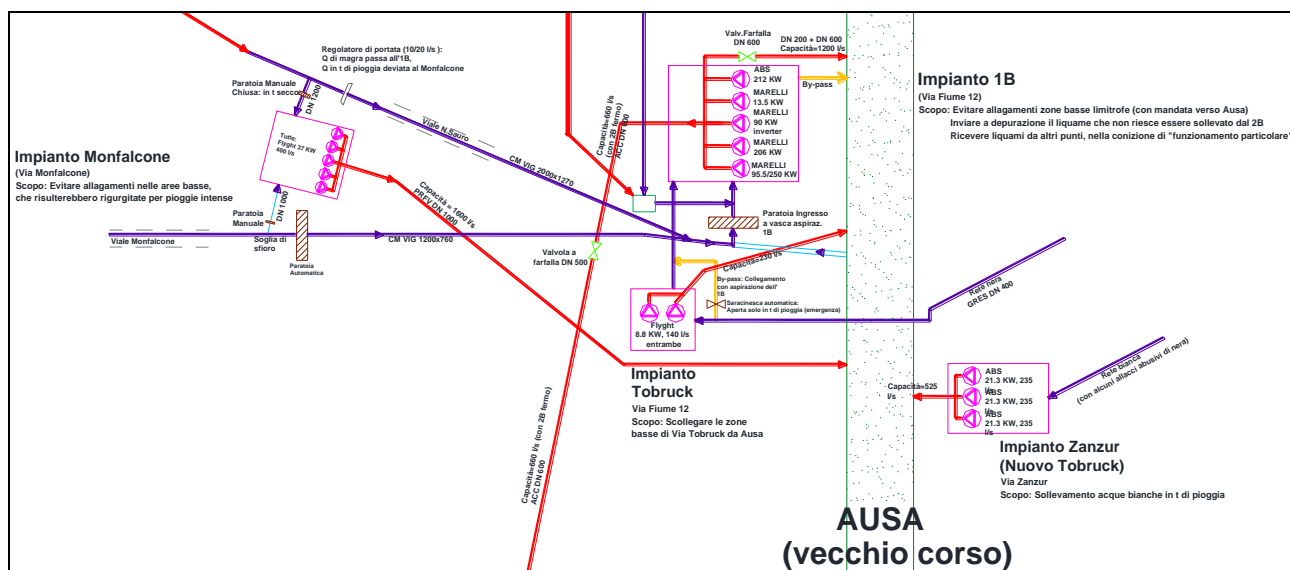 Regolatore di portata (10/20 l/s ):
Q di magra passa all'1B,
Q in t di pioggia deviata al Monfalcone
Paratoia Manuale
Chiusa: in t secco
DN 1200
Viale N.Sauro
CM VIG 2000x1270
Tutte:
Flyght 37 KW
400 l/s
Impianto Monfalcone
(Via Monfalcone)
Scopo: Evitare allagamenti nelle aree basse,
che risulterebbero rigurgitate per pioggie intense
Paratoia
Manuale
DN 1000
Viale Monfalcone
Soglia di
sfioro
Paratoia
Automatica
CM VIG 1200x760
Capacità = 1600 l/s
PRFV DN 1000
Capacità=660 l/s
(con 2B fermo)
ACC DN 600
Valvola a
farfalla DN 500
Capacità=660 l/s (con 2B fermo)
ACC DN 600
Valv.Farfalla
DN 600
DN 200 + DN 600
Capacità=1200 l/s
By-pass
ABS
212 KW
MARELLI
13.5 KW
MARELLI
90 KW
inverter
MARELLI
206 KW
MARELLI
95.5/250 KW
Impianto 1B
(Via Fiume 12)
Scopo: Evitare allagamenti zone basse limitrofe (con mandata verso Ausa)
Inviare a depurazione il liquame che non riesce essere sollevato dal 2B
Ricevere liquami da altri punti, nella conizione di "funzionamento particolare"
Paratoia Ingresso
a vasca aspiraz.
1B
Capacità=230 l/s
By-pass: Collegamento
con aspirazione dell'
1B
Saracinesca automatica:
Aperta solo in t di pioggia (emergenza)
Flyght
8.8 KW, 140 l/s
entrambe
Impianto
Tobruck
Via Fiume 12
Scopo: Scollegare le zone
basse di Via Tobruck da Ausa
Rete nera
GRES DN 400
Rete bianca
(con alcuni allacci abusivi di nera)
Capacità=525
l/s
ABS
21.3 KW, 235
l/s
ABS
21.3 KW, 235
l/s
ABS
21.3 KW, 235
l/s
Impianto Zanzur
(Nuovo Tobruck)
Via Zanzur
Scopo: Sollevamento acque bianche in t di pioggia
AUSA
(vecchio corso)